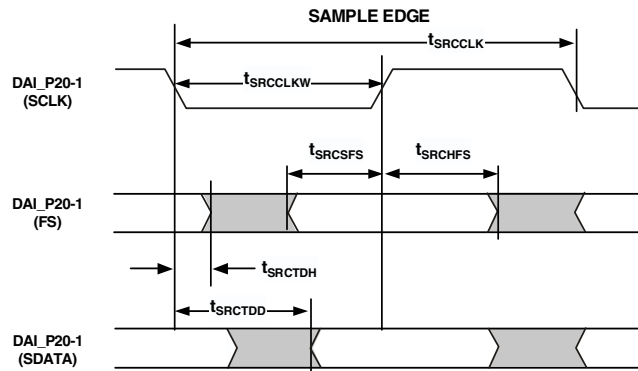 SAMPLE EDGE
tSRCCLK
DAI_P20-1
(SCLK)
tSRCCLKW
tSRCSFS
tSRCHFS
DAI_P20-1
(FS)
tSRCTDH
tSRCTDD
DAI_P20-1
(SDATA)